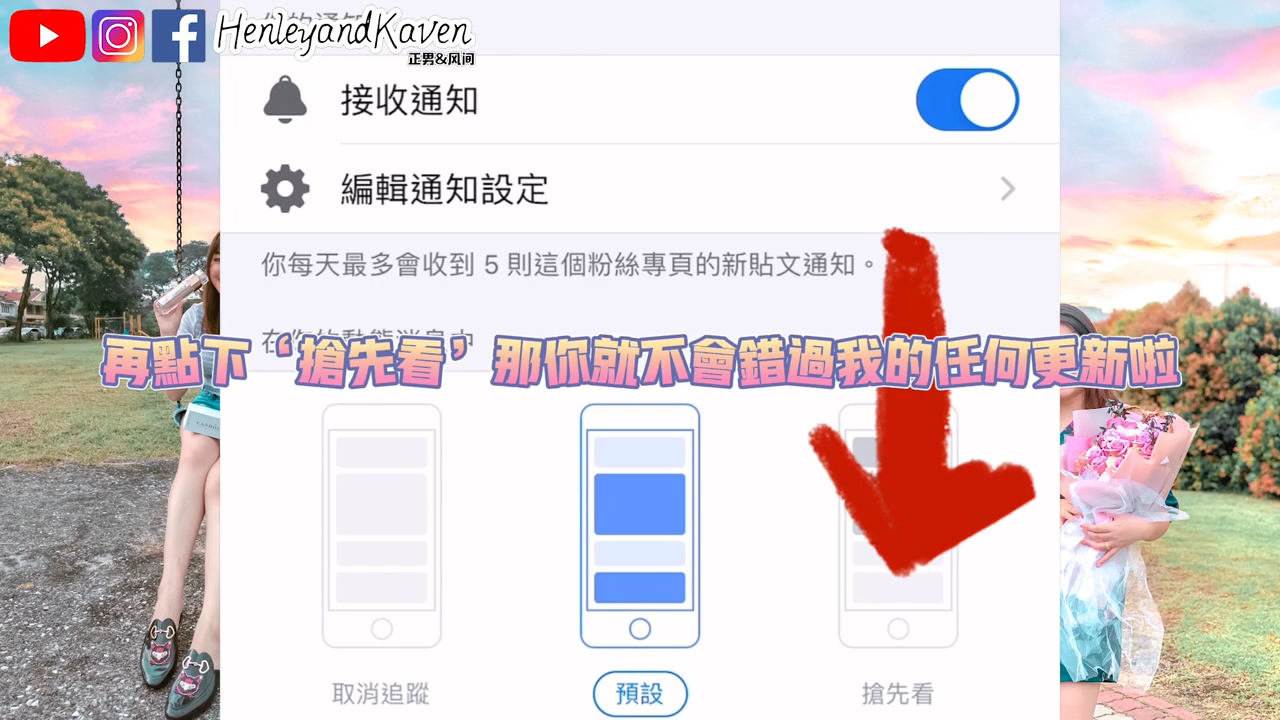 HenleyandKaven
正男&风间
接收通知
編輯通知設定
你每天最多會收到 5 則這個粉絲專頁的新貼文通知。
再點下‘搶先看’那你就不會錯過我的任何更新啦
取消追蹤
預設
搶先看